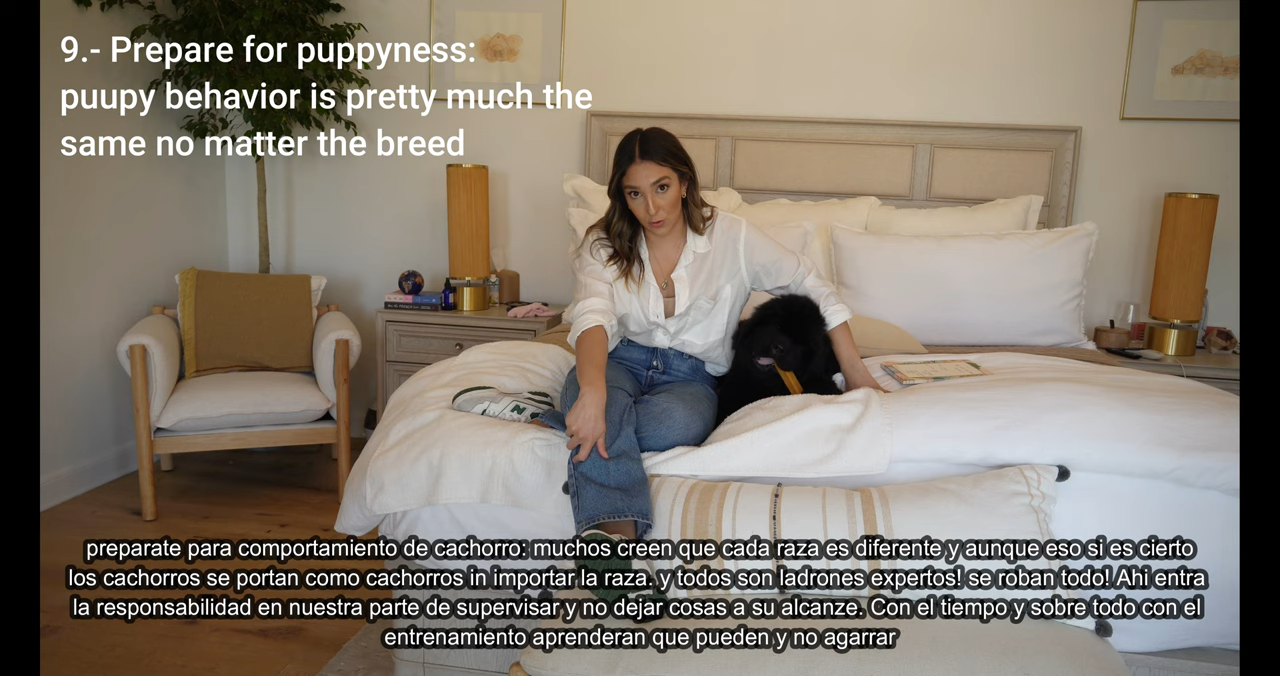 9.- Prepare for puppyness:
puupy behavior is pretty much the
same no matter the breed
preparate para comportamiento de cachorro: muchos creen que cada raza es diferente y aunque eso si es cierto
los cachorros se portan como cachorros in importar la raza. y todos son ladrones expertos! se roban todo! Ahi entra
la responsabilidad en nuestra parte de supervisar y no dejar cosas a su alcanze. Con el tiempo y sobre todo con el
entrenamiento aprenderan que pueden y no agarrar